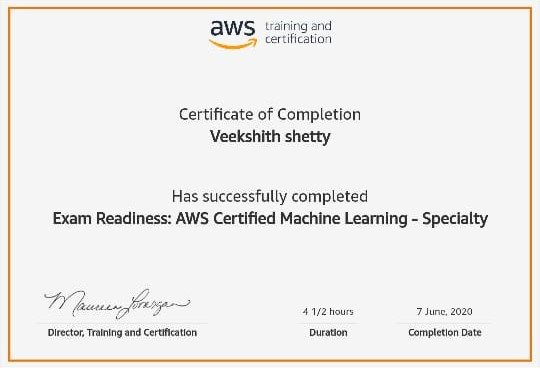 aws training and
certification
Certificate of Completion
Veekshith shetty
Has successfully completed
Exam Readiness: AWS Certified Machine Learning - Specialty
4 1/2 hours
7 June, 2020
Director, Training and Certification
Duration
Completion Date